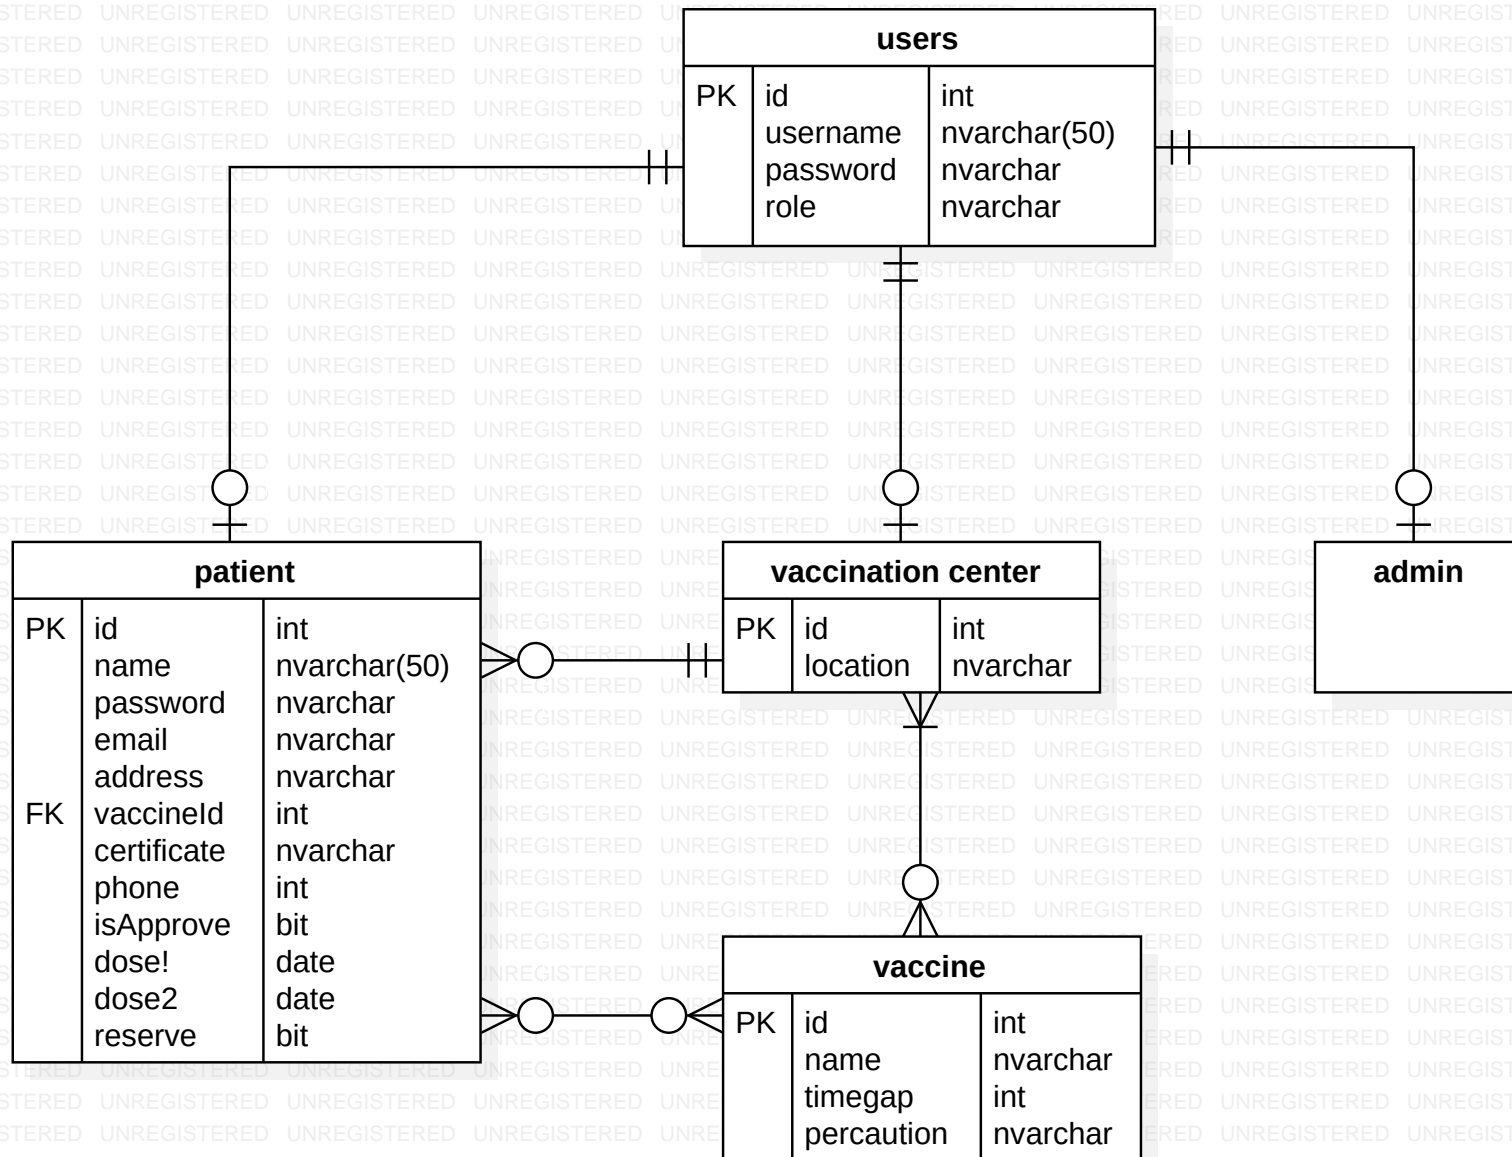 users
PK id int
username nvarchar(50)
password nvarchar
role nvarchar
patient
PK id int
name nvarchar(50)
password nvarchar
email nvarchar
address nvarchar
FK vaccineId int
certificate nvarchar
phone int
isApprove bit
dose! date
dose2 date
reserve bit
vaccination center
PK id int
location nvarchar
admin
vaccine
PK id int
name nvarchar
timegap int
percaution nvarchar
UNREGISTERED